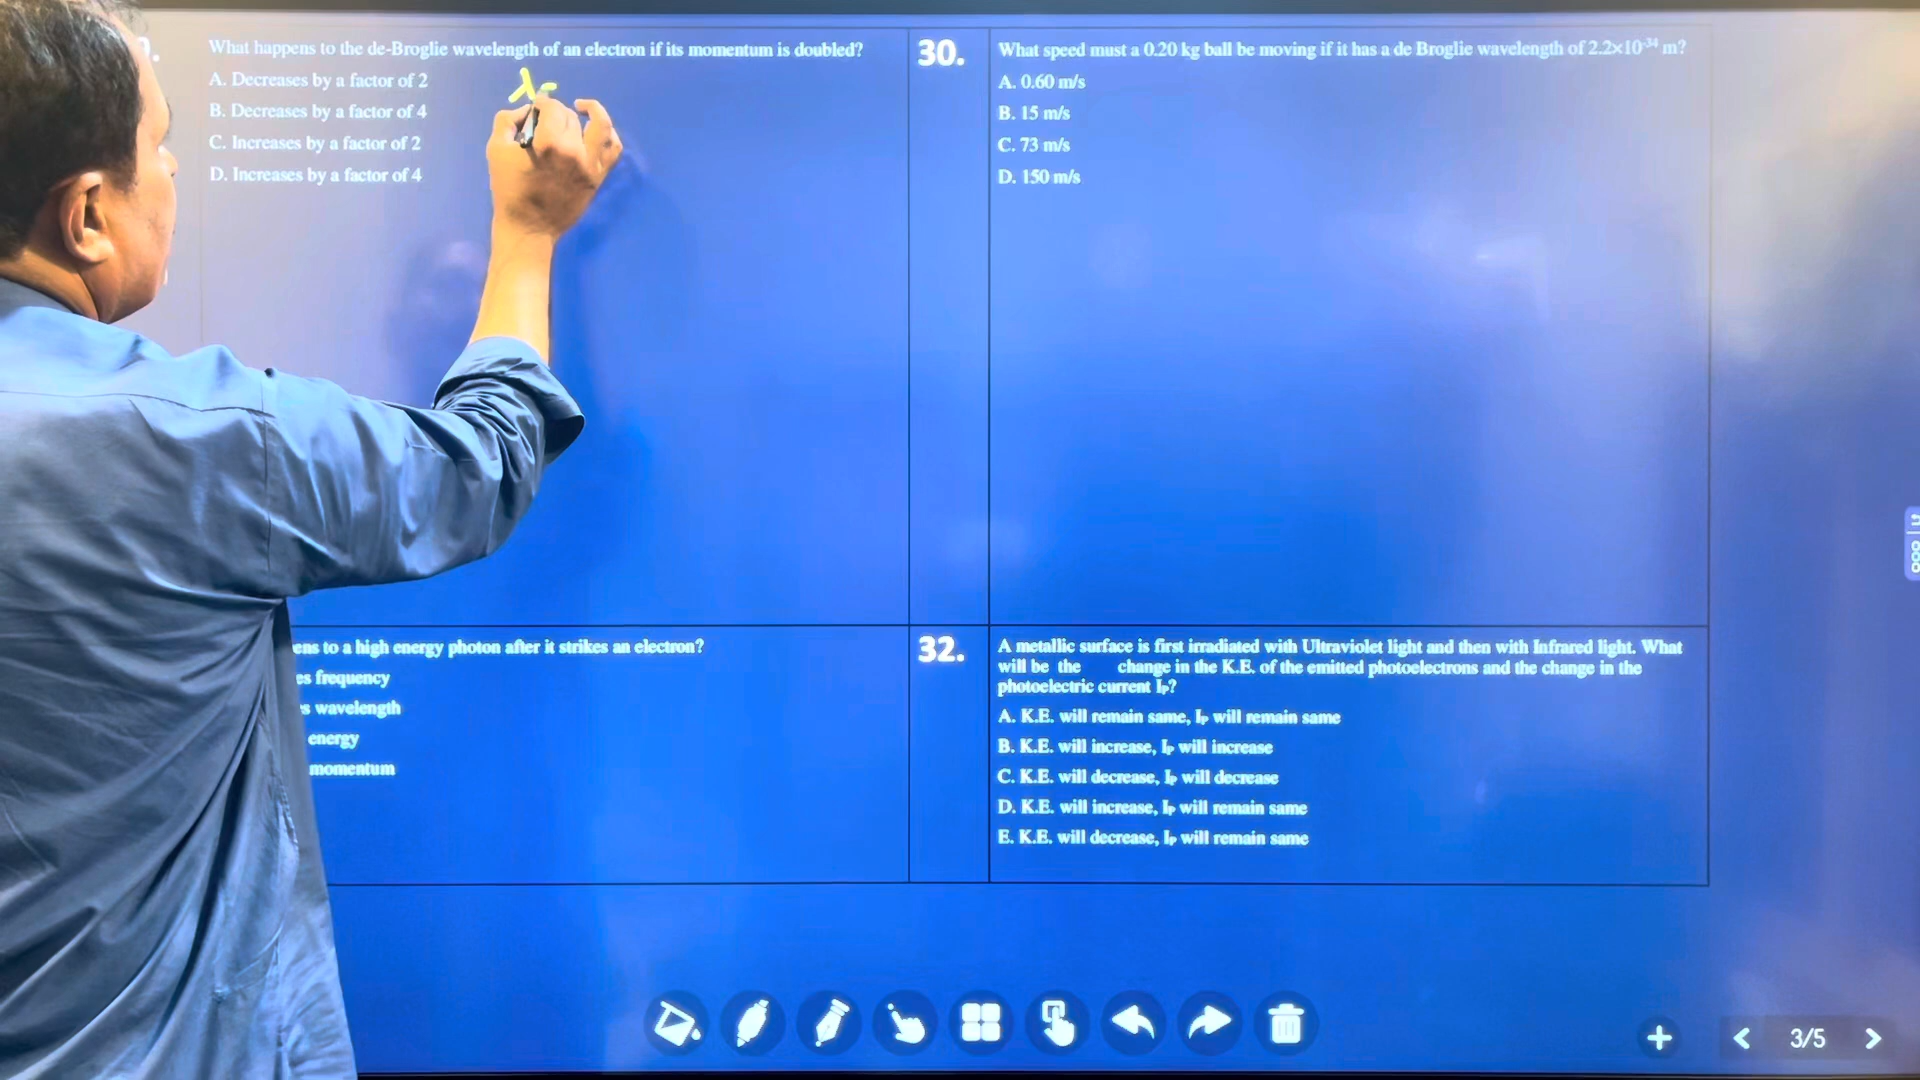 What happens to the de-Broglie wavelength of an electron if its momentum is doubled?
A. Decreases by a factor of 2
B. Decreases by a factor of 4
C. Increases by a factor of 2
D. Increases by a factor of 4
λ=
30.
What speed must a 0.20 kg ball be moving if it has a de Broglie wavelength of 2.2×10⁻³⁴ m?
A. 0.60 m/s
B. 15 m/s
C. 73 m/s
D. 150 m/s
to a high energy photon after it strikes an electron?
frequency
wavelength
energy
momentum
32.
A metallic surface is first irradiated with Ultraviolet light and then with Infrared light. What
will be the change in the K.E. of the emitted photoelectrons and the change in the
photoelectric current Iₚ?
A. K.E. will remain same, Iₚ will remain same
B. K.E. will increase, Iₚ will increase
C. K.E. will decrease, Iₚ will decrease
D. K.E. will increase, Iₚ will remain same
E. K.E. will decrease, Iₚ will remain same
3/5